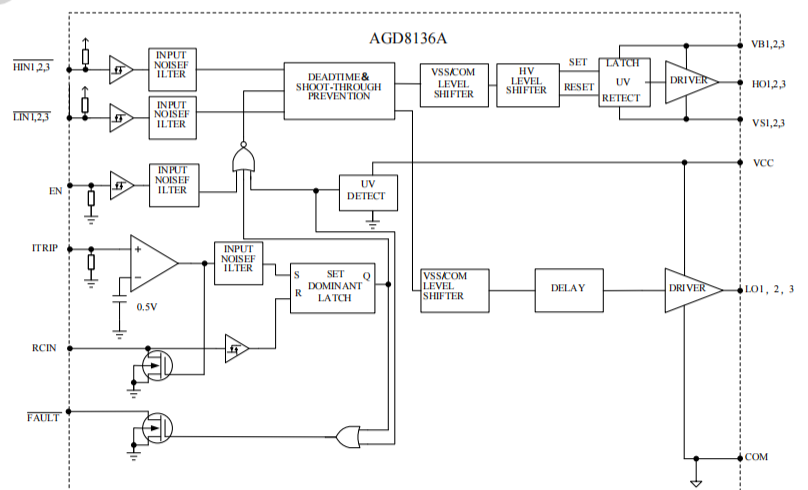 AGD8136A
HIN1,2,3
INPUT
NOISEF
ILTER
LIN1,2,3
INPUT
NOISEF
ILTER
DEADTIME&
SHOOT-THROUGH
PREVENTION
VSS/COM
LEVEL
SHIFTER
HV
LEVEL
SHIFTER
SET
RESET
LATCH
UV
RETECT
DRIVER
VB1,2,3
HO1,2,3
VS1,2,3
EN
INPUT
NOISEF
ILTER
UV
DETECT
VCC
ITRIP
+
−
0.5V
INPUT
NOISEF
ILTER
S
R
SET
DOMINANT
LATCH
Q
VSS/COM
LEVEL
SHIFTER
DELAY
DRIVER
LO1, 2, 3
RCIN
FAULT
COM